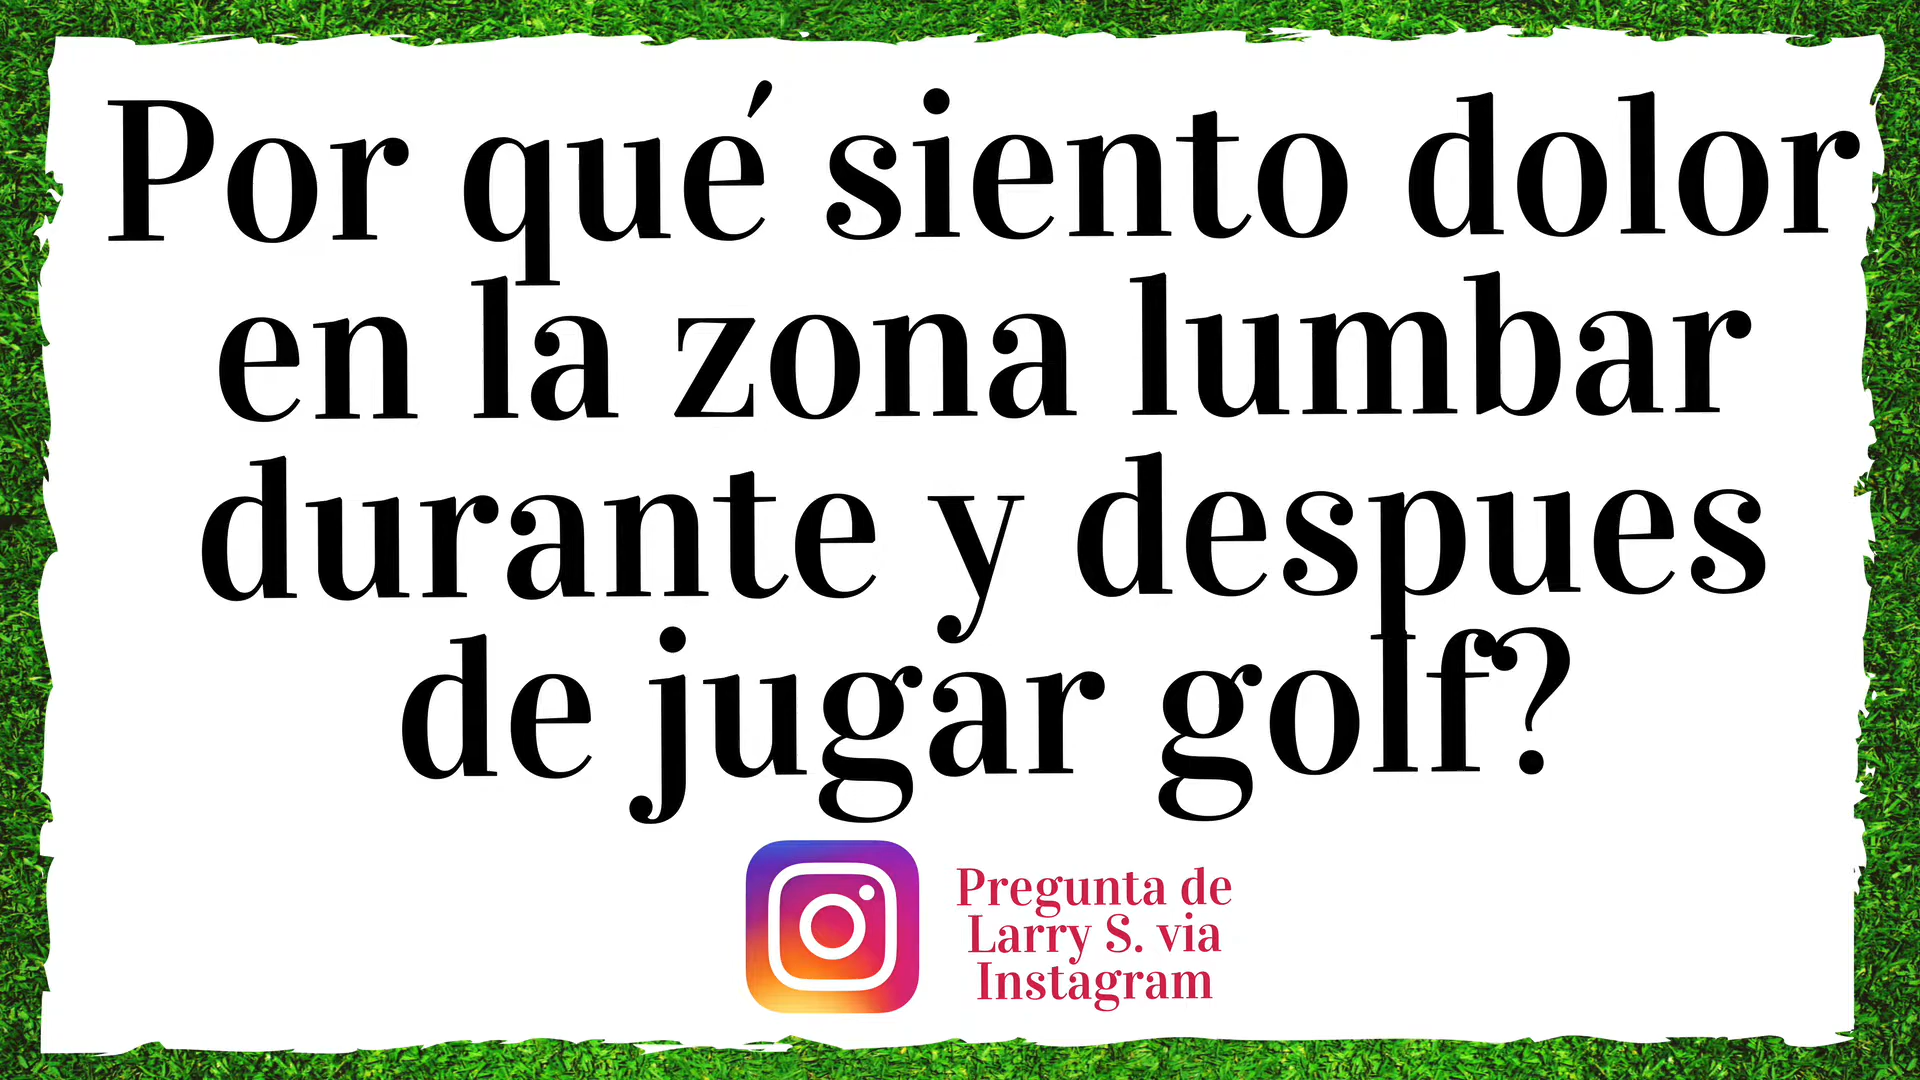 Por qué siento dolor
en la zona lumbar
durante y despues
de jugar golf?
Pregunta de
Larry S. via
Instagram